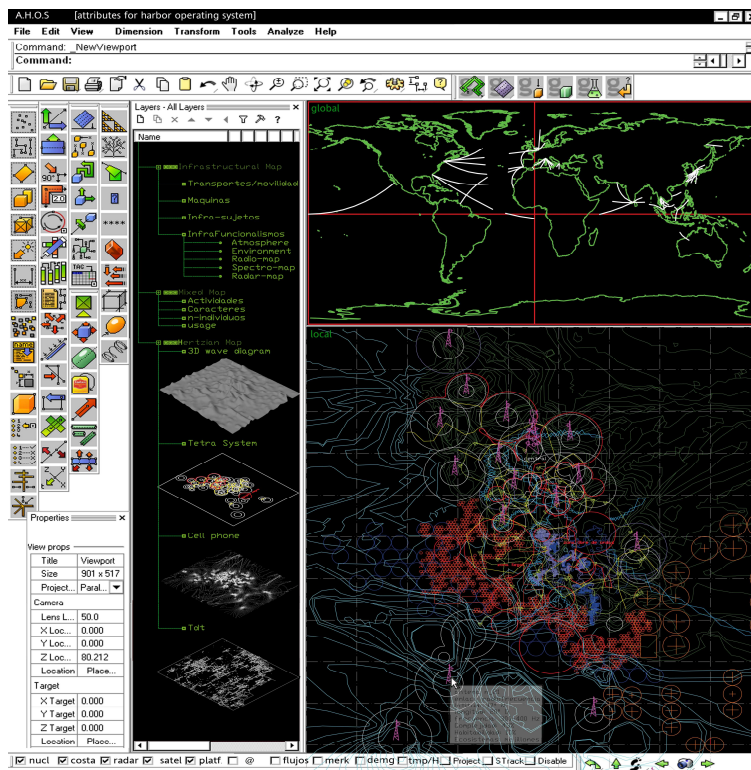 A.H.O.S [attributes for harbor operating system]
File Edit View Dimension Transform Tools Analyze Help
Command: _NewViewport
Command:
Layers - All Layers
Name
Infrastructural Map
Transportes/movilidad
Maquinas
Infra-sujetos
InfraFuncionalismos
Atmosphere
Environment
Radio-map
Spectro-map
Radar-map
Mixed Map
Actividades
Caracteres
n-individuos
usage
Hertzian Map
3D wave diagram
Tetra System
Cell phone
Tdt
global
local
90°
2.0
TAG
name
Properties
View props
Title Viewport
Size 901 x 517
Project... Paral...
Camera
Lens L... 50.0
X Loc... 0.000
Y Loc... 0.000
Z Loc... 80.212
Location Place...
Target
X Target 0.000
Y Target 0.000
Z Target 0.000
Location Place...
nucl costa radar satel platf @ flujos merk demg tmp/H Project STrack Disable